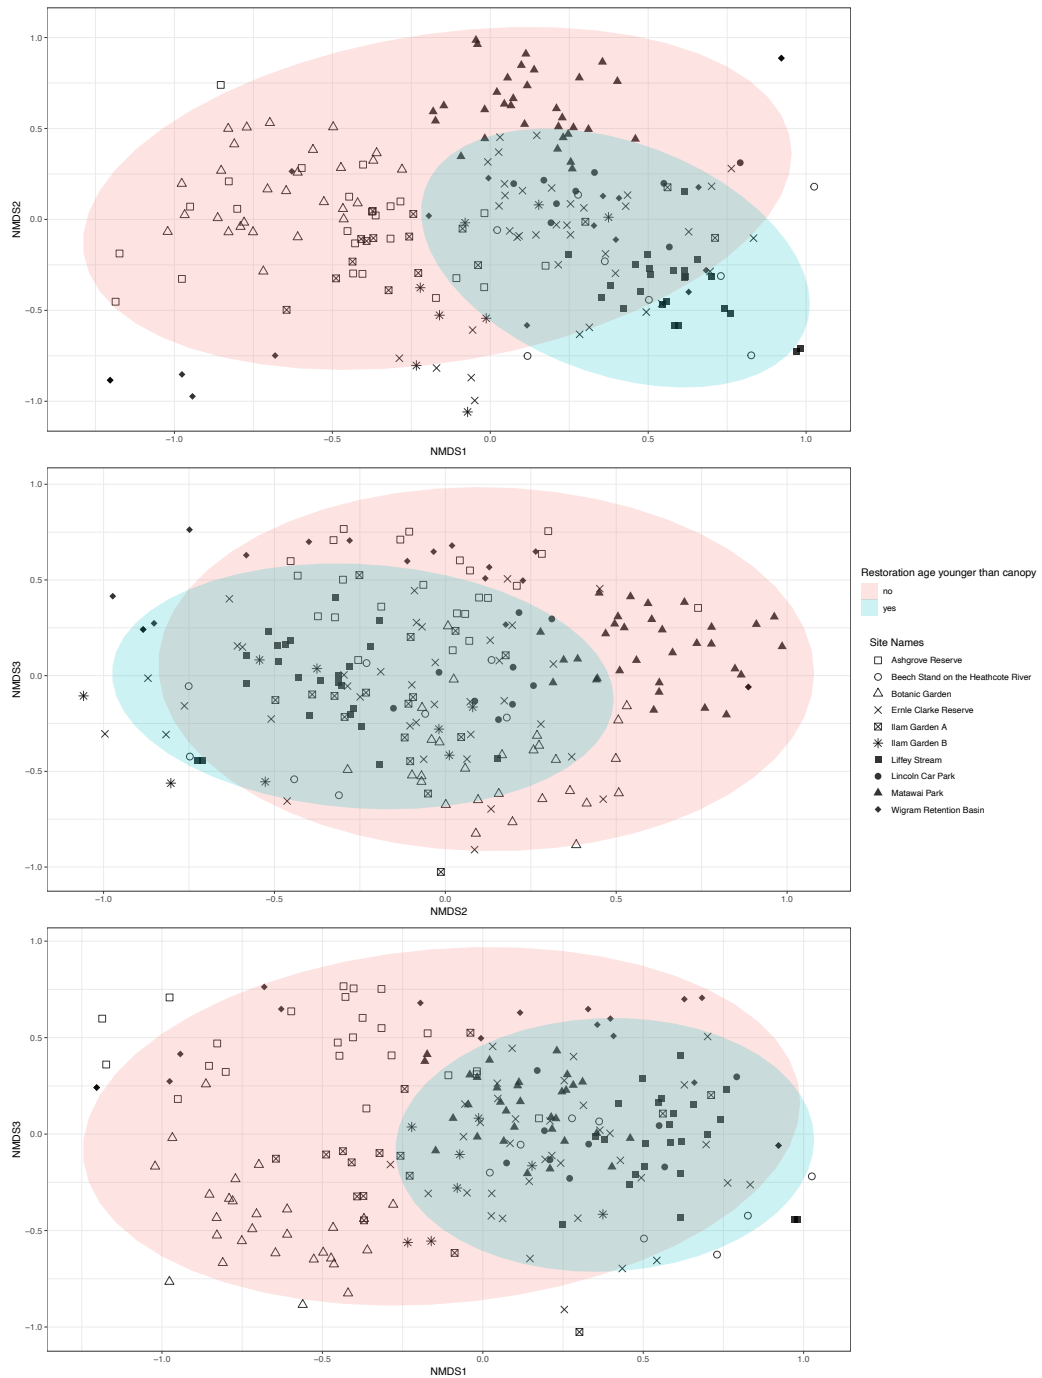 1.0
0.5
0.0
−0.5
−1.0
NMDS2
−1.0
−0.5
0.0
0.5
1.0
NMDS1
1.0
0.5
0.0
−0.5
−1.0
NMDS3
−1.0
−0.5
0.0
0.5
1.0
NMDS2
Restoration age younger than canopy
no
yes
Site Names
Ashgrove Reserve
Beech Stand on the Heathcote River
Botanic Garden
Ernle Clarke Reserve
Ilam Garden A
Ilam Garden B
Liffey Stream
Lincoln Car Park
Matawai Park
Wigram Retention Basin
1.0
0.5
0.0
−0.5
−1.0
NMDS3
−1.0
−0.5
0.0
0.5
1.0
NMDS1